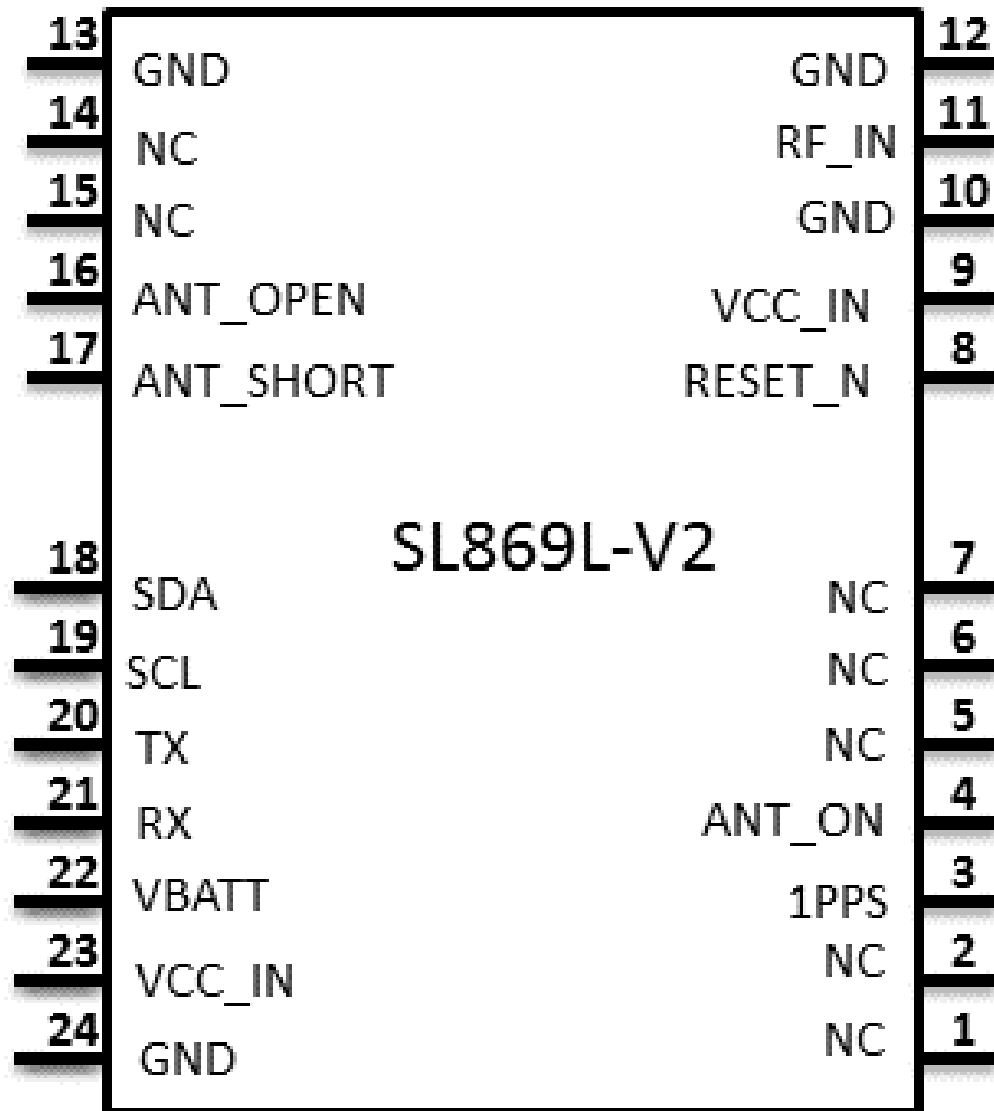 13 GND GND 12
14 NC RF_IN 11
15 NC GND 10
16 ANT_OPEN VCC_IN 9
17 ANT_SHORT RESET_N 8
SL869L-V2
18 SDA NC 7
19 SCL NC 6
20 TX NC 5
21 RX ANT_ON 4
22 VBATT 1PPS 3
23 VCC_IN NC 2
24 GND NC 1